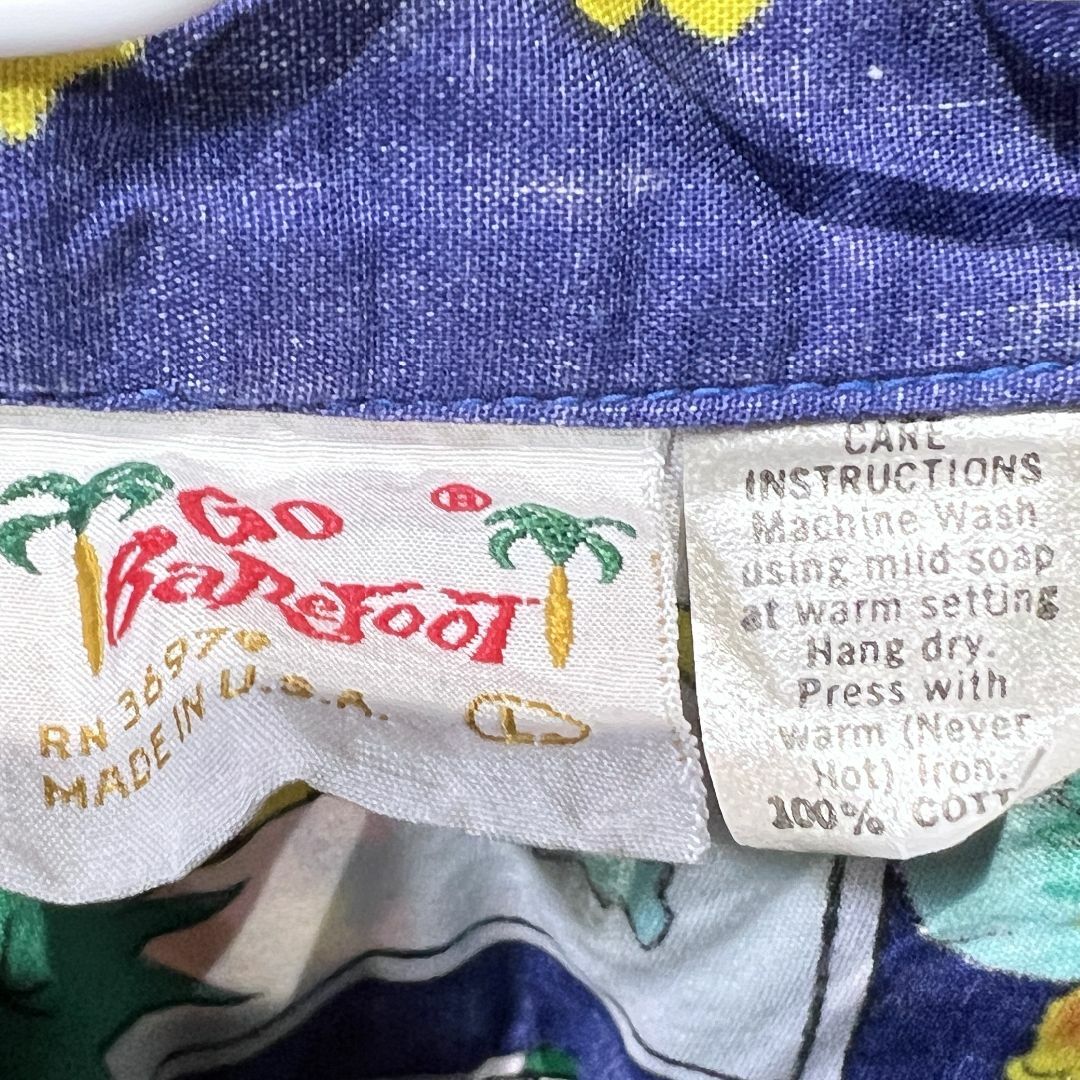 GO
BaReFooT
®
RN 36976
MADE IN U.S.A.
L
CARE
INSTRUCTIONS
Machine Wash
using mild soap
at warm setting
Hang dry.
Press with
warm (Never
Hot) iron.
100% COTT